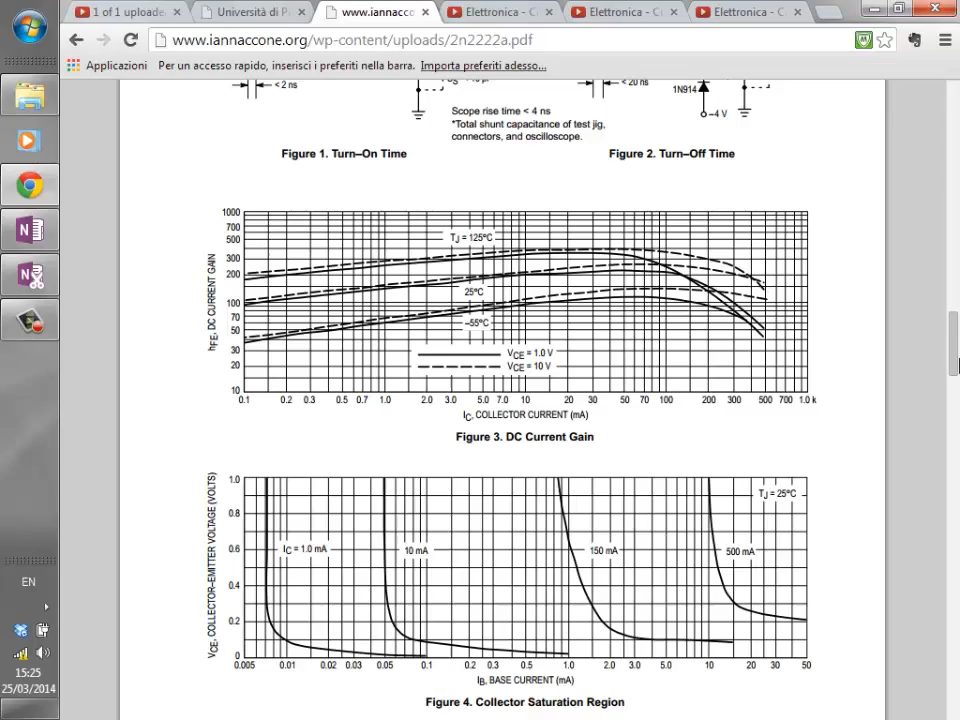 1 of 1 uploade
Università di P
www.iannacco
Elettronica - C
Elettronica - C
Elettronica - C
www.iannaccone.org/wp-content/uploads/2n2222a.pdf
Applicazioni Per un accesso rapido, inserisci i preferiti nella barra. Importa preferiti adesso...
< 2 ns
< 20 ns
1N914
–4 V
Scope rise time < 4 ns
*Total shunt capacitance of test jig,
connectors, and oscilloscope.
Figure 1. Turn–On Time
Figure 2. Turn–Off Time
hFE, DC CURRENT GAIN
1000
700
500
300
200
100
70
50
30
20
10
TJ = 125°C
25°C
–55°C
VCE = 1.0 V
VCE = 10 V
0.1 0.2 0.3 0.5 0.7 1.0 2.0 3.0 5.0 7.0 10 20 30 50 70 100 200 300 500 700 1.0 k
IC, COLLECTOR CURRENT (mA)
Figure 3. DC Current Gain
VCE, COLLECTOR–EMITTER VOLTAGE (VOLTS)
1.0
0.8
0.6
0.4
0.2
0
TJ = 25°C
IC = 1.0 mA
10 mA
150 mA
500 mA
0.005 0.01 0.02 0.03 0.05 0.1 0.2 0.3 0.5 1.0 2.0 3.0 5.0 10 20 30 50
IB, BASE CURRENT (mA)
Figure 4. Collector Saturation Region
EN
15:25
25/03/2014